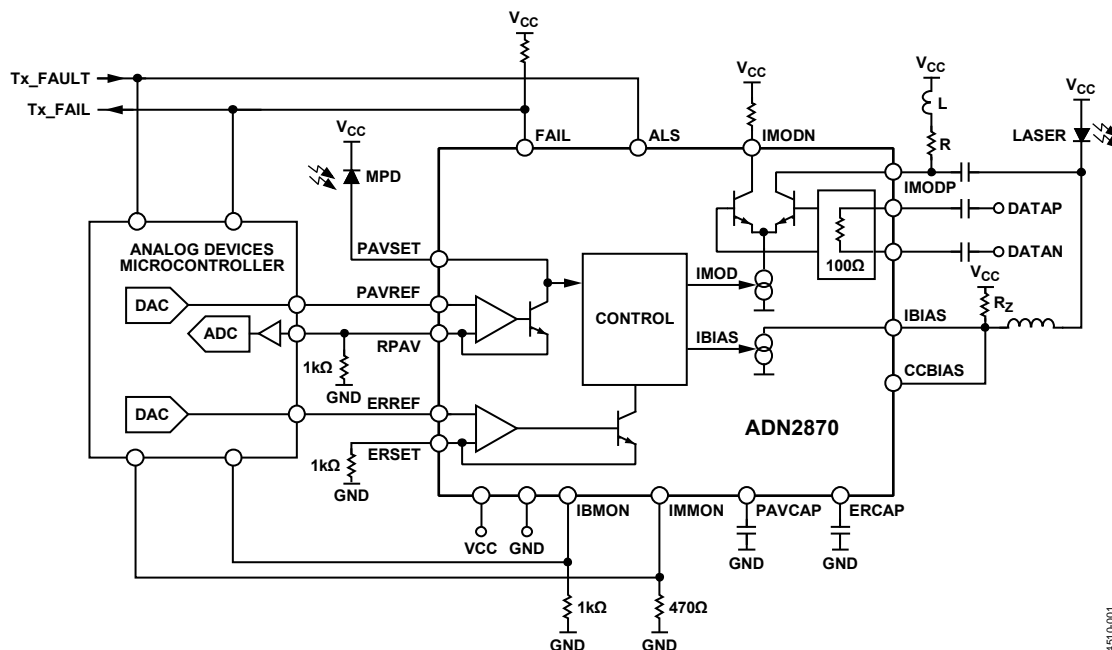 VCC
Tx_FAULT
Tx_FAIL
VCC
L
VCC
VCC
LASER
R
FAIL
ALS
IMODN
VCC
MPD
IMODP
DATAP
DATAN
100Ω
ANALOG DEVICES
MICROCONTROLLER
PAVSET
DAC
PAVREF
IMOD
VCC
RZ
ADC
CONTROL
IBIAS
IBIAS
RPAV
1kΩ
GND
CCBIAS
DAC
ERREF
ADN2870
ERSET
1kΩ
GND
IBMON
IMMON
PAVCAP
ERCAP
VCC
GND
GND
GND
1kΩ
470Ω
GND
GND